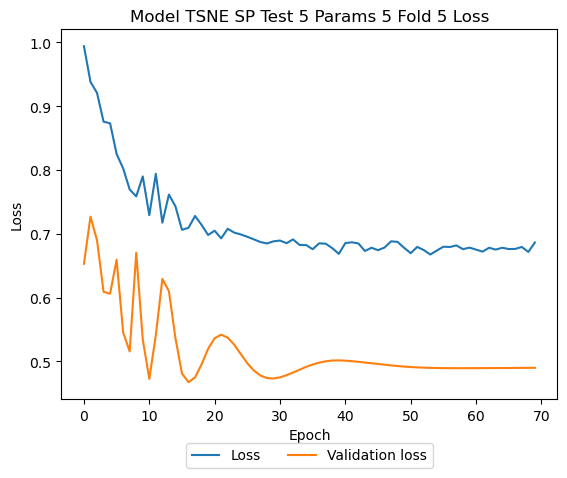 Model TSNE SP Test 5 Params 5 Fold 5 Loss
1.0
0.9
0.8
0.7
0.6
0.5
Loss
0 10 20 30 40 50 60 70
Epoch
Loss Validation loss